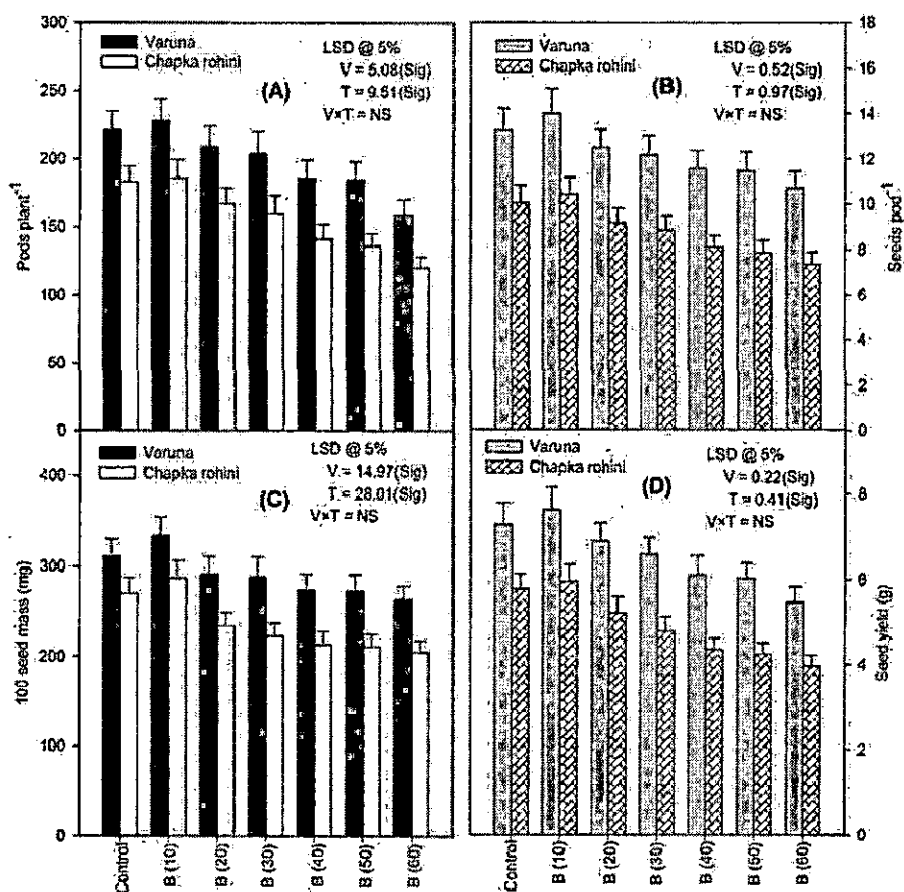 300
250
200
150
100
50
0
Pods plant⁻¹
Varuna
Chapka rohini
(A)
LSD @ 5%
V = 5.08(Sig)
T = 9.51(Sig)
V×T = NS
Varuna
Chapka rohini
(B)
LSD @ 5%
V = 0.52(Sig)
T = 0.97(Sig)
V×T = NS
18
16
14
12
10
8
6
4
2
0
Seeds pod⁻¹
400
300
200
100
0
100 seed mass (mg)
Varuna
Chapka rohini
(C)
LSD @ 5%
V = 14.97(Sig)
T = 28.01(Sig)
V×T = NS
Varuna
Chapka rohini
(D)
LSD @ 5%
V = 0.22(Sig)
T = 0.41(Sig)
V×T = NS
8
6
4
2
0
Seed yield (g)
Control
B (10)
B (20)
B (30)
B (40)
B (50)
B (60)
Control
B (10)
B (20)
B (30)
B (40)
B (50)
B (60)